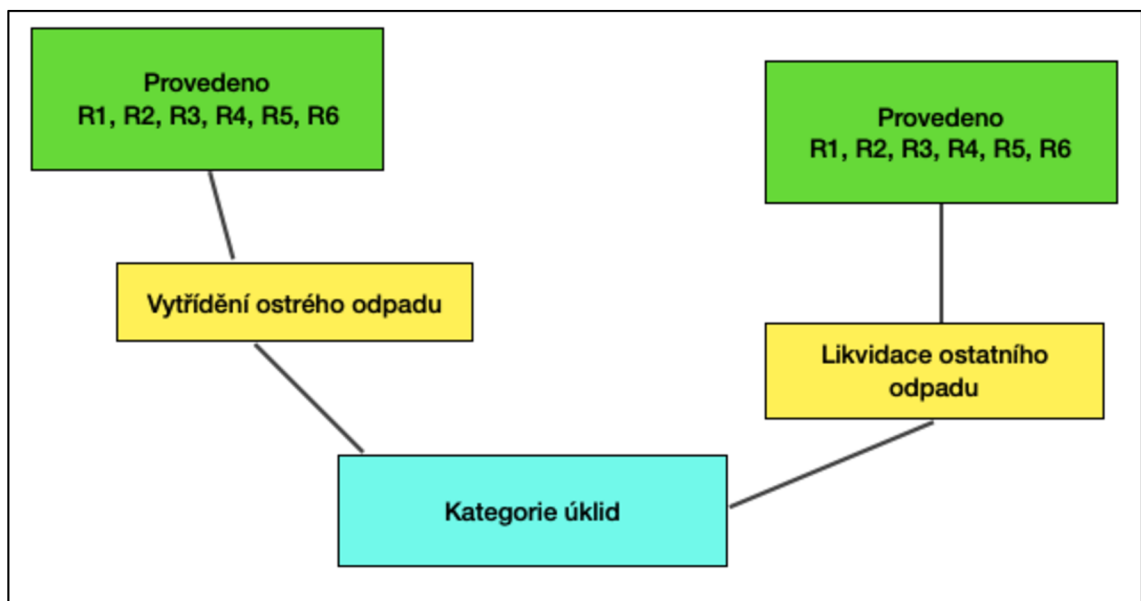 Provedeno
R1, R2, R3, R4, R5, R6
Provedeno
R1, R2, R3, R4, R5, R6
Vytřídění ostrého odpadu
Likvidace ostatního
odpadu
Kategorie úklid